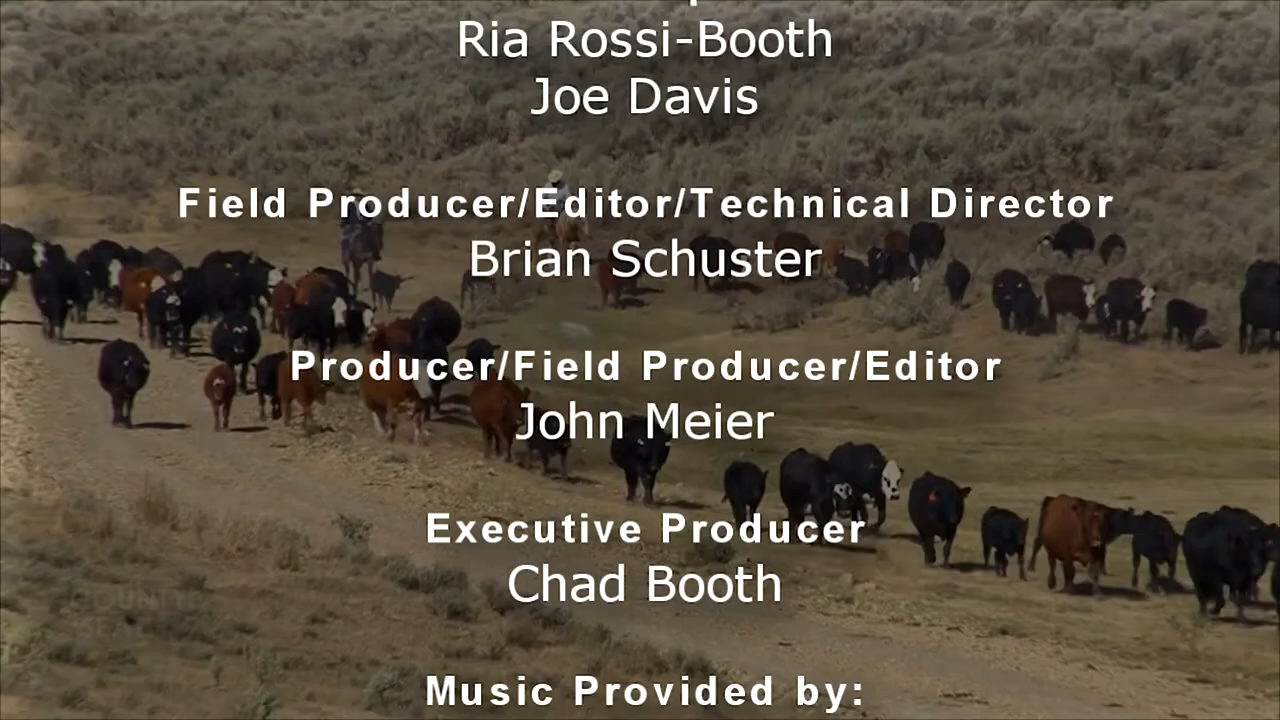 Ria Rossi-Booth
Joe Davis
Field Producer/Editor/Technical Director
Brian Schuster
Producer/Field Producer/Editor
John Meier
Executive Producer
Chad Booth
Music Provided by: